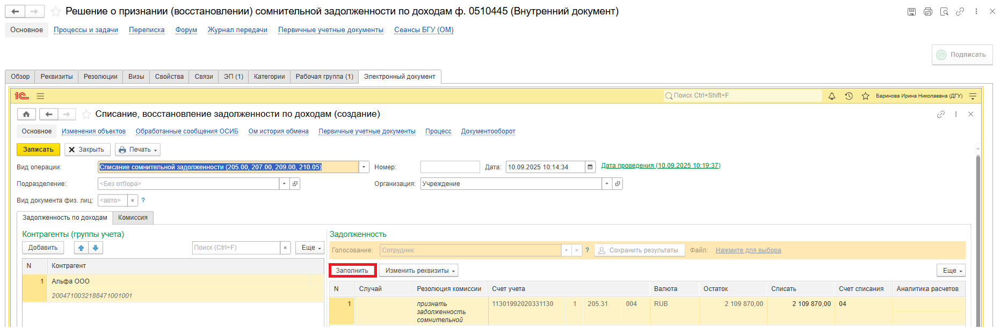 Решение о признании (восстановлении) сомнительной задолженности по доходам ф. 0510445 (Внутренний документ)
Основное Процессы и задачи Переписка Форум Журнал передачи Первичные учетные документы Сеансы БГУ (ОМ)
Подписать
Обзор Реквизиты Резолюции Визы Свойства Связи ЭП (1) Категории Рабочая группа (1) Электронный документ
1С Поиск Ctrl+Shift+F Баринова Ирина Николаевна (ДГУ)
Списание, восстановление задолженности по доходам (создание)
Основное Изменения объектов Обработанные сообщения ОСИБ Ом история обмена Первичные учетные документы Процесс Документооборот
Записать Закрыть Печать
Вид операции: Списание сомнительной задолженности (205.00, 207.00, 209.00, 210.05) Номер: Дата: 10.09.2025 10:14:34 Дата проведения (10.09.2025 10:19:37)
Подразделение: <Без отбора> Организация: Учреждение
Вид документа физ. лиц: <авто> ?
Задолженность по доходам Комиссия
Контрагенты (группы учета) Задолженность
Добавить Поиск (Ctrl+F) × Еще Голосование: Сотрудник ? Сохранить результаты Файл: Нажмите для выбора
Заполнить Изменить реквизиты Еще
N Контрагент
1 Альфа ООО
2004710032188471001001
N Случай Резолюция комиссии Счет учета Валюта Остаток Списать Счет списания Аналитика расчетов
1 признать задолженность сомнительной 11301992020331130 1 205.31 004 RUB 2 109 870,00 2 109 870,00 04